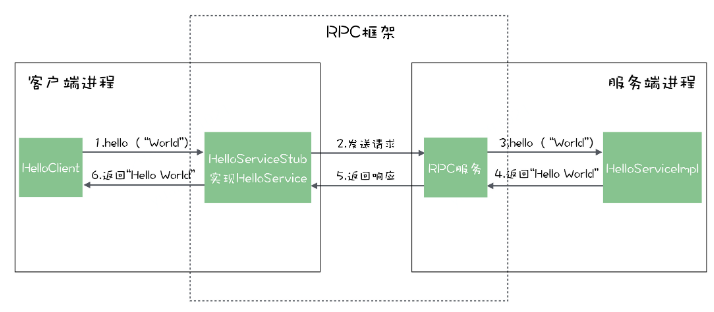 RPC框架
客户端进程
服务端进程
1.hello（“World”）
2.发送请求
3.hello（“World”）
HelloClient
HelloServiceStub
实现HelloService
RPC服务
HelloServiceImpl
6.返回“Hello World”
5.返回响应
4.返回“Hello World”